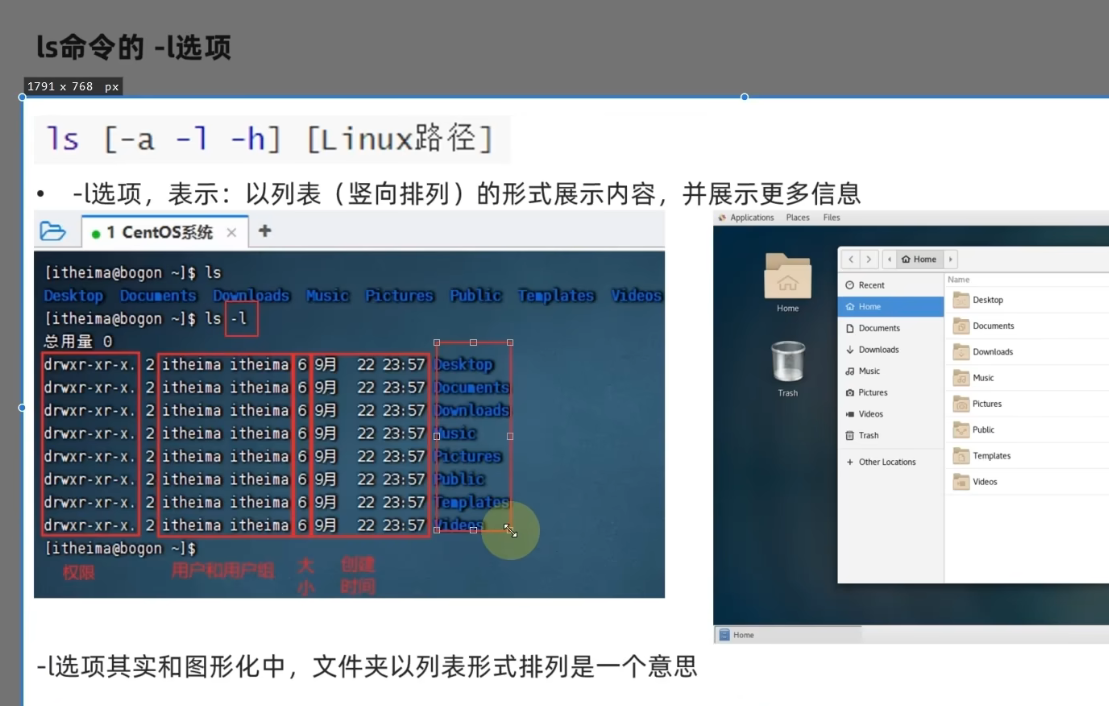 ls命令的 -l选项
1791 x 768 px
ls [-a -l -h] [Linux路径]
• -l选项，表示：以列表（竖向排列）的形式展示内容，并展示更多信息
1 CentOS系统 × +
[itheima@bogon ~]$ ls
Desktop Documents Downloads Music Pictures Public Templates Videos
[itheima@bogon ~]$ ls -l
总用量 0
drwxr-xr-x. 2 itheima itheima 6 9月 22 23:57 Desktop
drwxr-xr-x. 2 itheima itheima 6 9月 22 23:57 Documents
drwxr-xr-x. 2 itheima itheima 6 9月 22 23:57 Downloads
drwxr-xr-x. 2 itheima itheima 6 9月 22 23:57 Music
drwxr-xr-x. 2 itheima itheima 6 9月 22 23:57 Pictures
drwxr-xr-x. 2 itheima itheima 6 9月 22 23:57 Public
drwxr-xr-x. 2 itheima itheima 6 9月 22 23:57 Templates
drwxr-xr-x. 2 itheima itheima 6 9月 22 23:57 Videos
[itheima@bogon ~]$
权限 用户和用户组 大小 创建时间
Applications Places Files
Home
Trash
Home
Recent
Home
Documents
Downloads
Music
Pictures
Videos
Trash
+ Other Locations
Name
Desktop
Documents
Downloads
Music
Pictures
Public
Templates
Videos
Home
-l选项其实和图形化中，文件夹以列表形式排列是一个意思